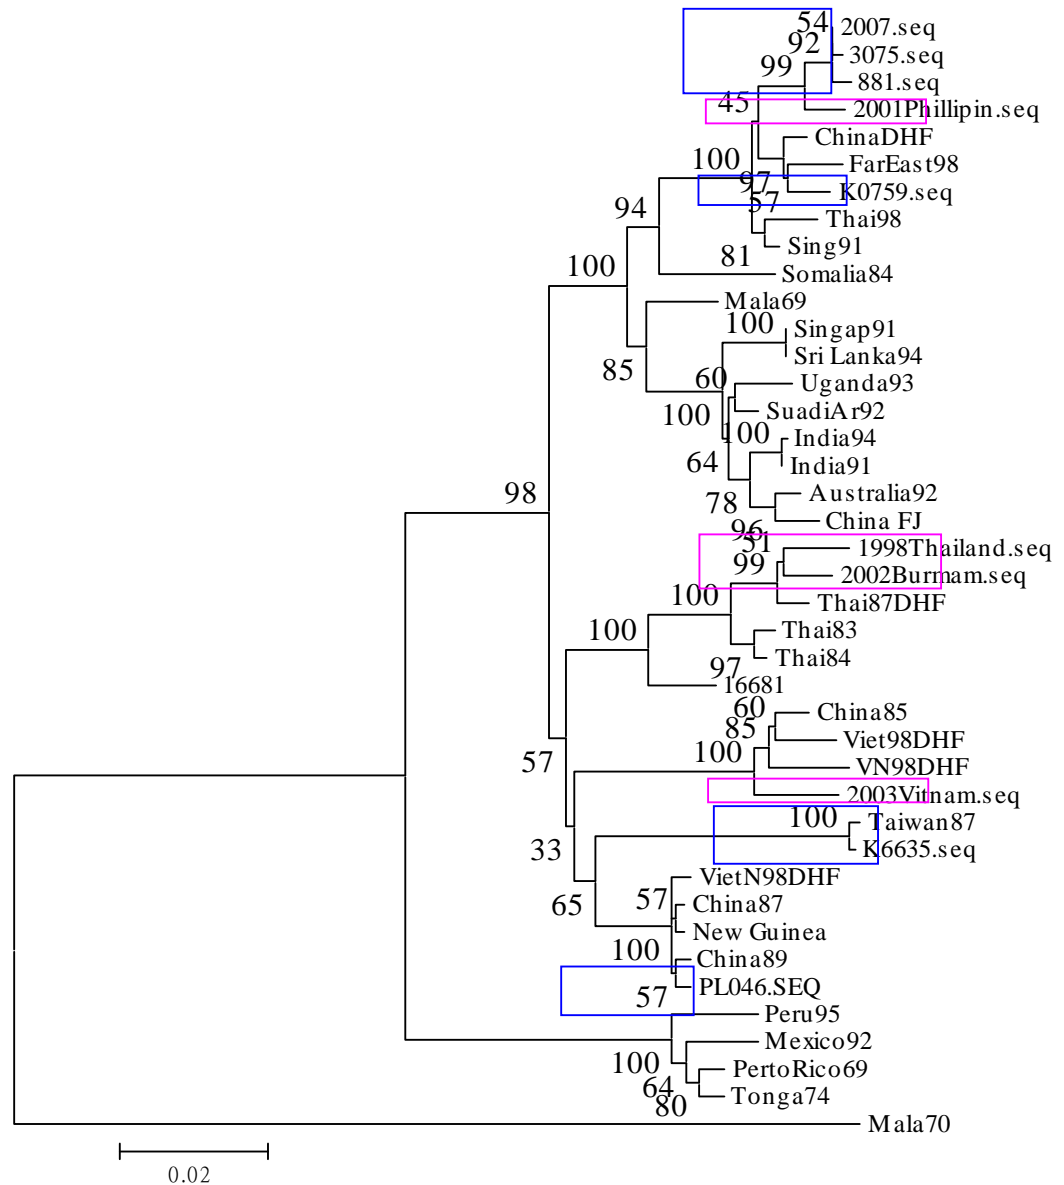 54
2007.seq
92
3075.seq
99
881.seq
45
2001Phillipin.seq
ChinaDHF
100
FarEast98
97
K0759.seq
57
Thai98
94
Sing91
81
100
Somalia84
Mala69
100
Singap91
Sri Lanka94
85
60
Uganda93
100
SuadiAr92
100
India94
64
India91
98
78
Australia92
China FJ
96
51
1998Thailand.seq
99
2002Burmam.seq
100
Thai87DHF
100
Thai83
97
Thai84
16681
60
China85
85
Viet98DHF
100
57
VN98DHF
2003Vitnam.seq
100
Taiwan87
33
K6635.seq
VietN98DHF
57
65
China87
New Guinea
100
China89
57
PL046.SEQ
Peru95
Mexico92
100
PertoRico69
64
80
Tonga74
Mala70
0.02